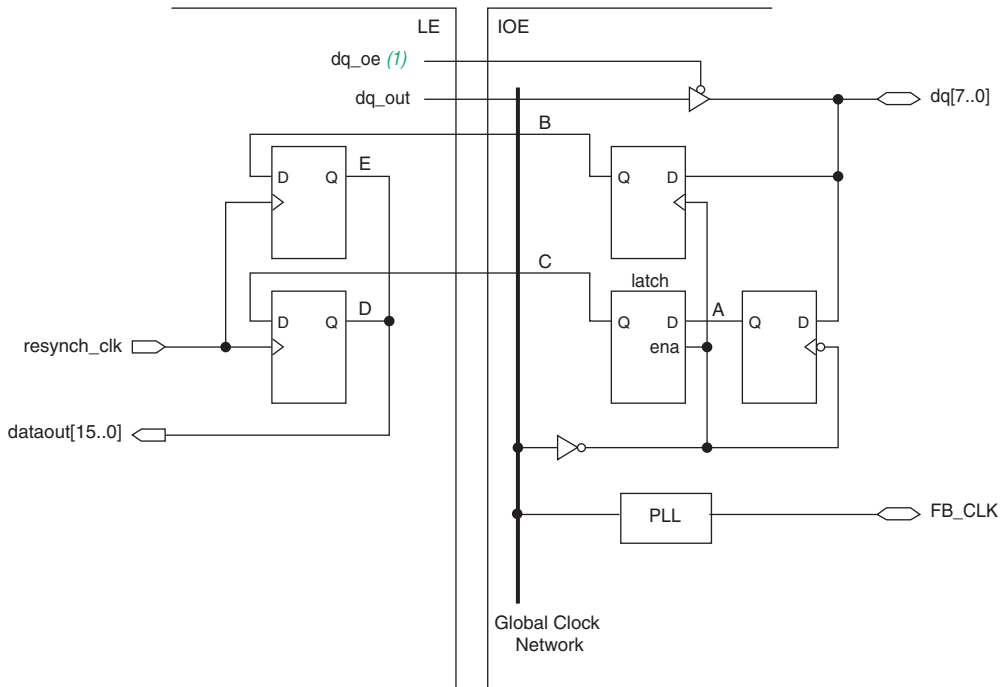 LE
IOE
dq_oe (1)
dq_out
dq[7..0]
B
E
D Q
Q D
C
latch
D
A
D Q
Q D
ena
Q D
resynch_clk
dataout[15..0]
PLL
FB_CLK
Global Clock
Network